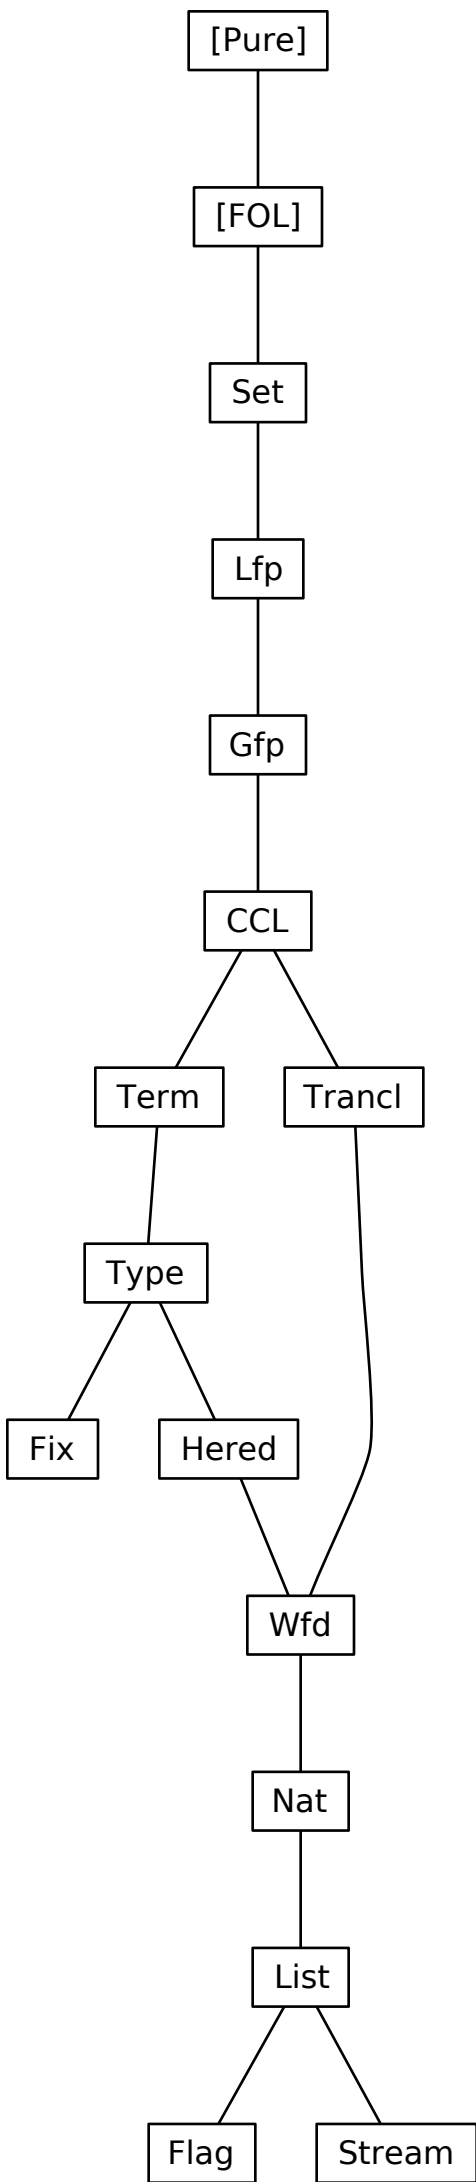 [Pure]
[FOL]
Set
Lfp
Gfp
CCL
Term
Trancl
Type
Fix
Hered
Wfd
Nat
List
Flag
Stream